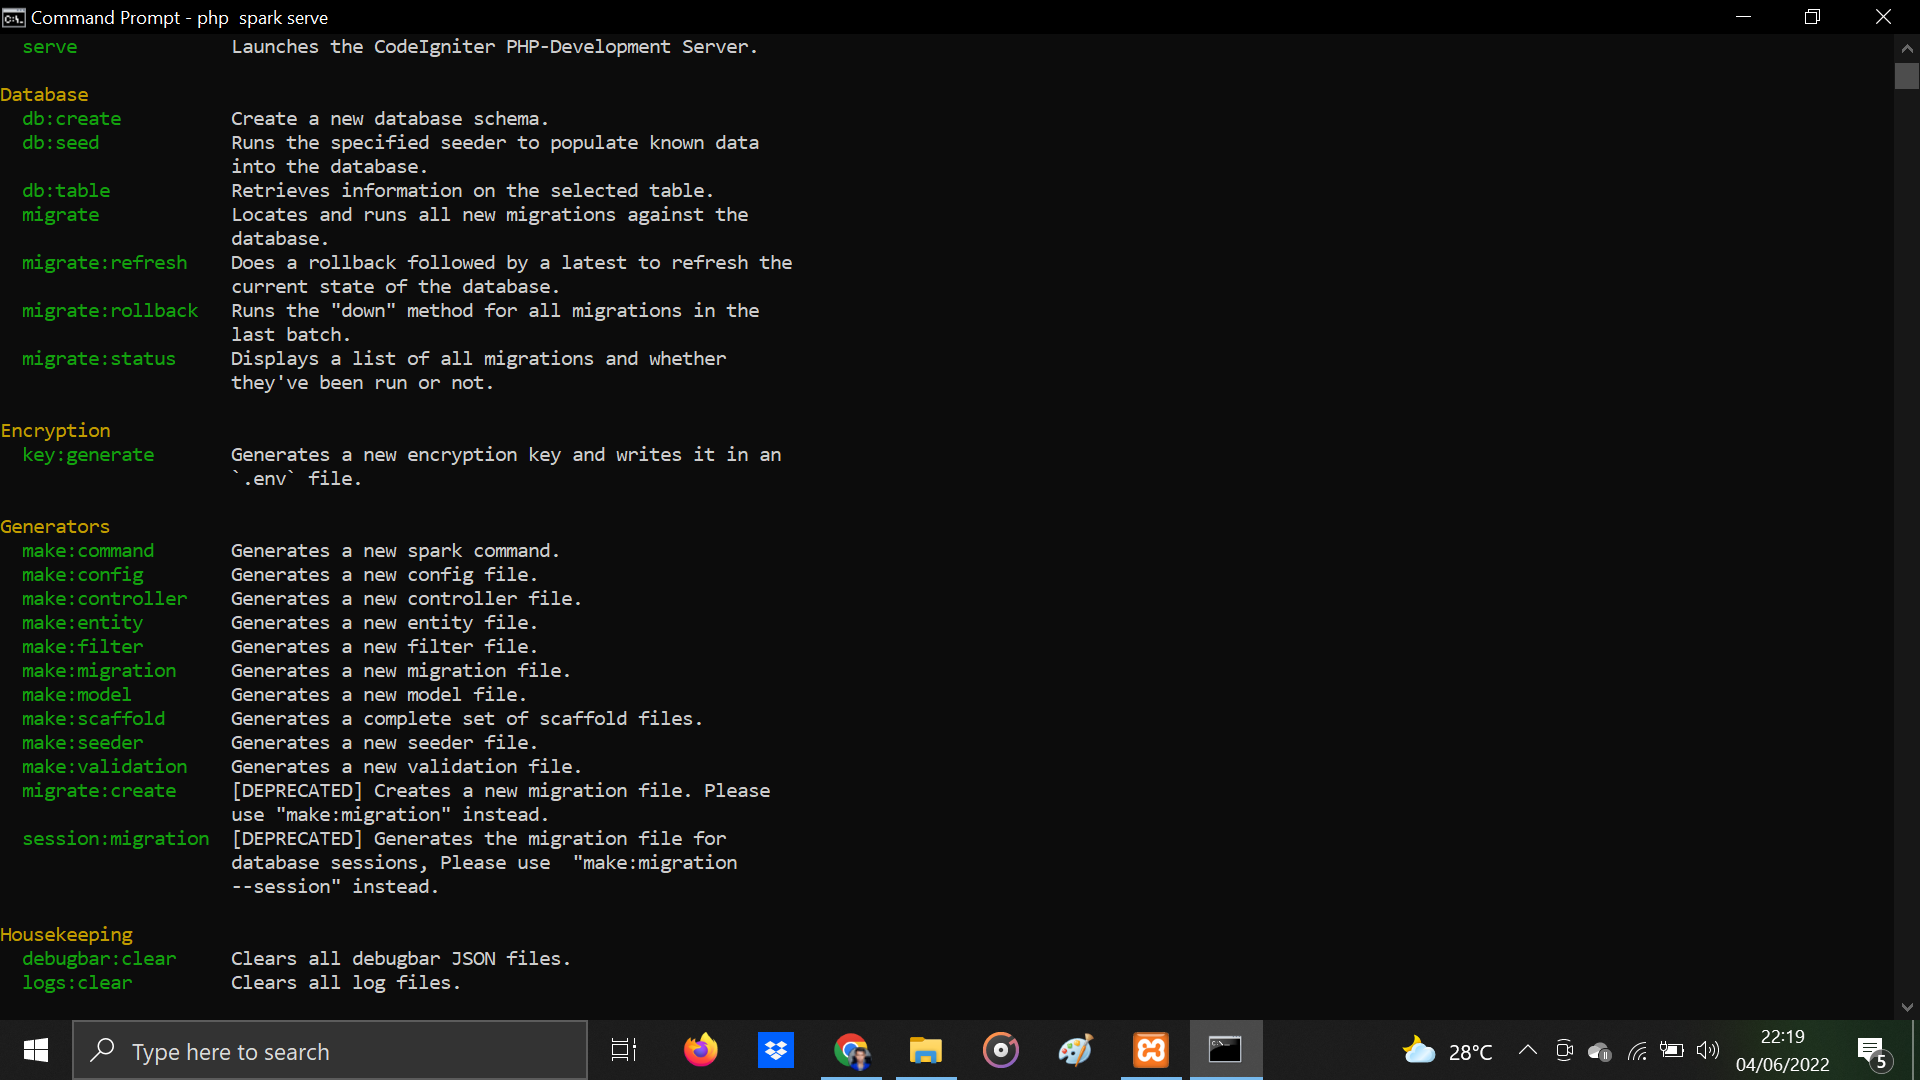 Command Prompt - php  spark serve
serve Launches the CodeIgniter PHP-Development Server.
Database
db:create Create a new database schema.
db:seed Runs the specified seeder to populate known data
into the database.
db:table Retrieves information on the selected table.
migrate Locates and runs all new migrations against the
database.
migrate:refresh Does a rollback followed by a latest to refresh the
current state of the database.
migrate:rollback Runs the "down" method for all migrations in the
last batch.
migrate:status Displays a list of all migrations and whether
they've been run or not.
Encryption
key:generate Generates a new encryption key and writes it in an
`.env` file.
Generators
make:command Generates a new spark command.
make:config Generates a new config file.
make:controller Generates a new controller file.
make:entity Generates a new entity file.
make:filter Generates a new filter file.
make:migration Generates a new migration file.
make:model Generates a new model file.
make:scaffold Generates a complete set of scaffold files.
make:seeder Generates a new seeder file.
make:validation Generates a new validation file.
migrate:create [DEPRECATED] Creates a new migration file. Please
use "make:migration" instead.
session:migration [DEPRECATED] Generates the migration file for
database sessions, Please use  "make:migration
--session" instead.
Housekeeping
debugbar:clear Clears all debugbar JSON files.
logs:clear Clears all log files.
Type here to search
28°C
22:19
04/06/2022
5